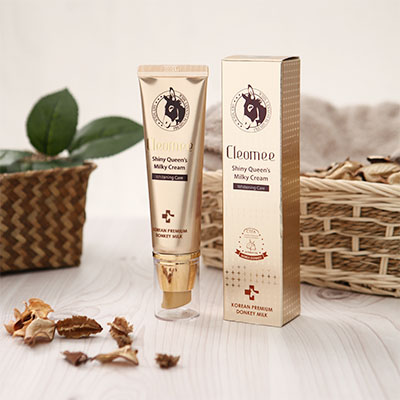 Cleomee
Shiny Queen's
Milky Cream
Whitening Care
KOREAN PREMIUM
DONKEY MILK
Cleomee
Shiny Queen's
Milky Cream
Whitening Care
KOREAN PREMIUM
DONKEY MILK